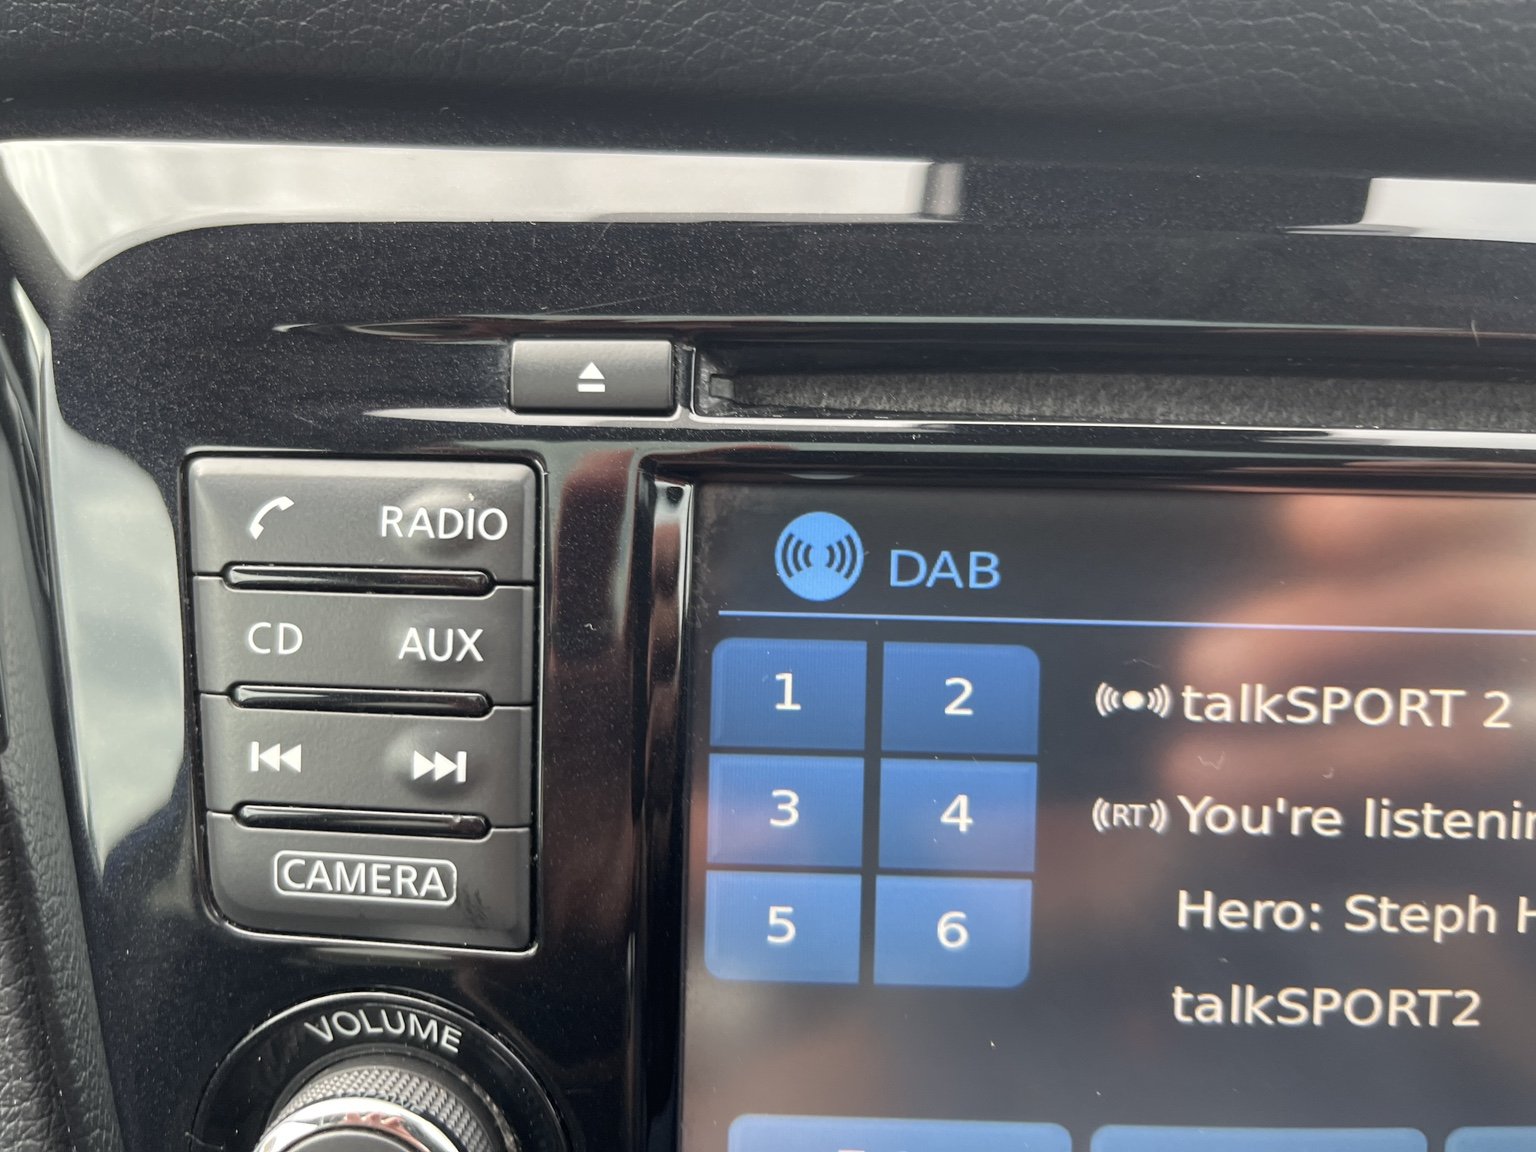 RADIO
CD AUX
CAMERA
VOLUME
DAB
1 2
3 4
5 6
talkSPORT 2
(RT) You're
Hero: Steph
talkSPORT2